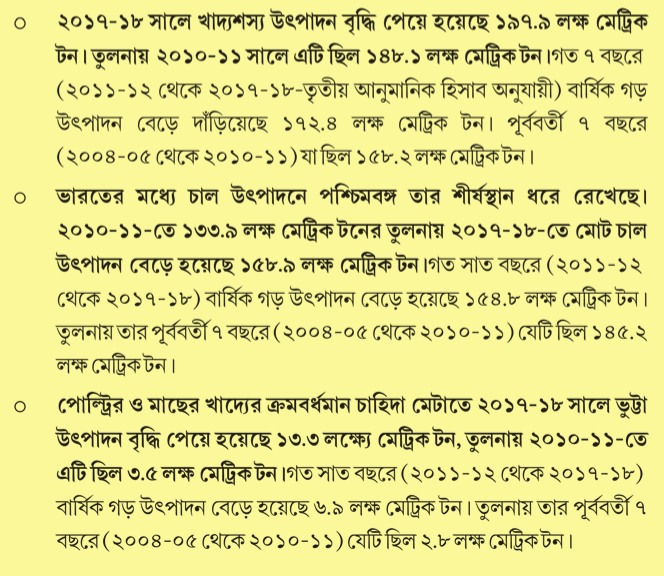 ○ ২০১৭-১৮ সালে খাদ্যশস্য উৎপাদন বৃদ্ধি পেয়ে হয়েছে ১৯৭.৯ লক্ষ মেট্রিক
টন। তুলনায় ২০১০-১১ সালে এটি ছিল ১৪৮.১ লক্ষ মেট্রিক টন।গত ৭ বছরে
(২০১১-১২ থেকে ২০১৭-১৮-তৃতীয় আনুমানিক হিসাব অনুযায়ী) বার্ষিক গড়
উৎপাদন বেড়ে দাঁড়িয়েছে ১৭২.৪ লক্ষ মেট্রিক টন। পূর্ববর্তী ৭ বছরে
(২০০৪-০৫ থেকে ২০১০-১১) যা ছিল ১৫৮.২ লক্ষ মেট্রিক টন।
○ ভারতের মধ্যে চাল উৎপাদনে পশ্চিমবঙ্গ তার শীর্ষস্থান ধরে রেখেছে।
২০১০-১১-তে ১৩৩.৯ লক্ষ মেট্রিক টনের তুলনায় ২০১৭-১৮-তে মোট চাল
উৎপাদন বেড়ে হয়েছে ১৫৮.৯ লক্ষ মেট্রিক টন।গত সাত বছরে (২০১১-১২
থেকে ২০১৭-১৮) বার্ষিক গড় উৎপাদন বেড়ে হয়েছে ১৫৪.৮ লক্ষ মেট্রিক টন।
তুলনায় তার পূর্ববর্তী ৭ বছরে (২০০৪-০৫ থেকে ২০১০-১১) যেটি ছিল ১৪৫.২
লক্ষ মেট্রিক টন।
○ পোল্ট্রির ও মাছের খাদ্যের ক্রমবর্ধমান চাহিদা মেটাতে ২০১৭-১৮ সালে ভুট্টা
উৎপাদন বৃদ্ধি পেয়ে হয়েছে ১৩.৩ লক্ষ্যে মেট্রিক টন, তুলনায় ২০১০-১১-তে
এটি ছিল ৩.৫ লক্ষ মেট্রিক টন।গত সাত বছরে (২০১১-১২ থেকে ২০১৭-১৮)
বার্ষিক গড় উৎপাদন বেড়ে হয়েছে ৬.৯ লক্ষ মেট্রিক টন। তুলনায় তার পূর্ববর্তী ৭
বছরে (২০০৪-০৫ থেকে ২০১০-১১) যেটি ছিল ২.৮ লক্ষ মেট্রিক টন।